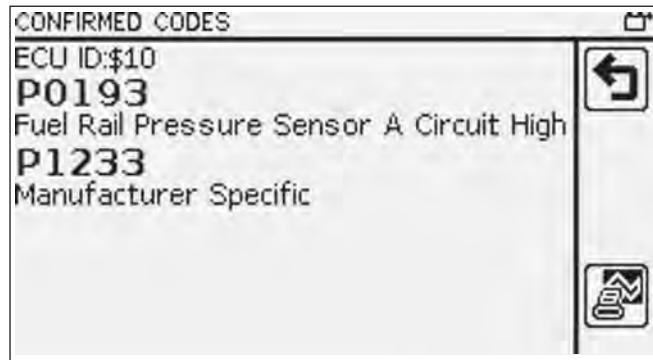 CONFIRMED CODES
ECU ID:$10
P0193
Fuel Rail Pressure Sensor A Circuit High
P1233
Manufacturer Specific